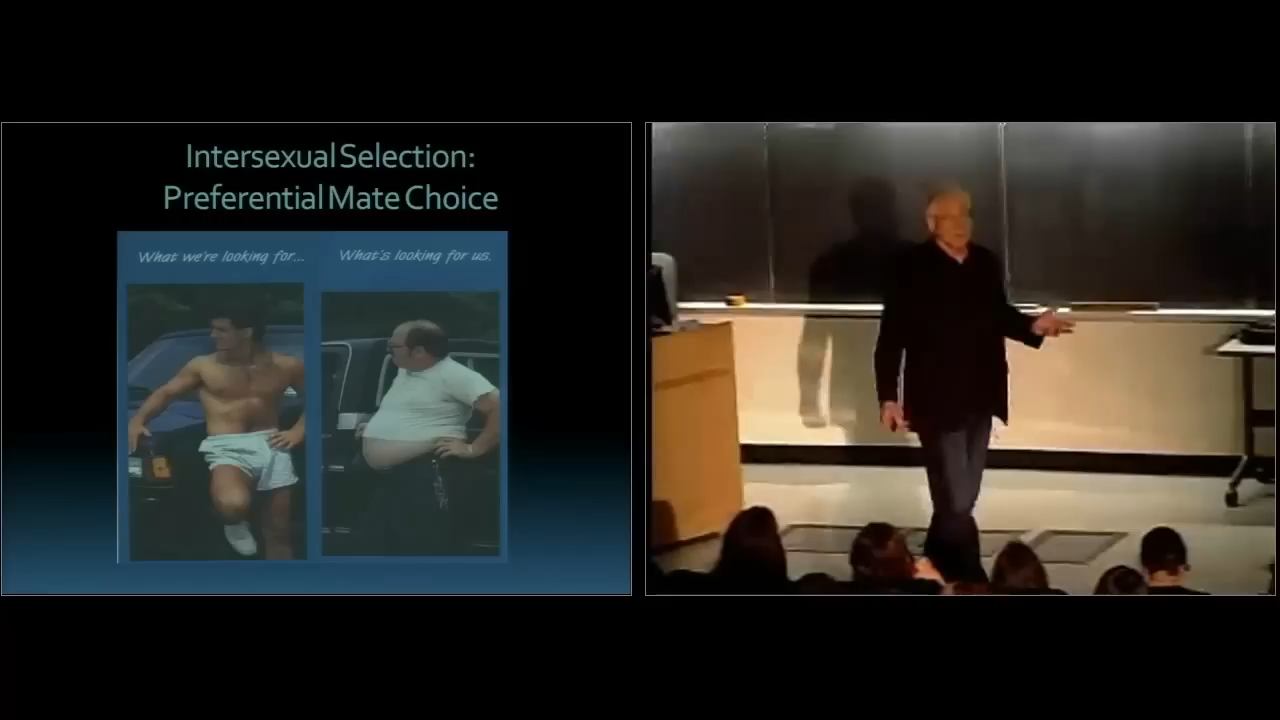 Intersexual Selection:
Preferential Mate Choice
What we're looking for...
What's looking for us.